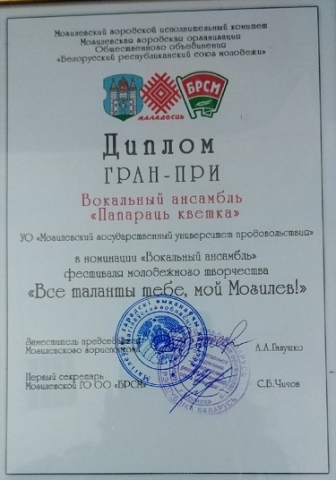 Могилевский городской исполнительный комитет
Могилевская городская организация
Общественного объединения
«Белорусский республиканский союз молодежи»
МАЛАДОСЦЬ
БРСМ
Диплом
ГРАН-ПРИ
Вокальный ансамбль
«Папараць кветка»
УО «Могилевский государственный университет продовольствия»
в номинации «Вокальный ансамбль»
фестиваля молодежного творчества
«Все таланты тебе, мой Могилев!»
Заместитель председателя
Могилевского горисполкома
Л.Л.Галушко
Первый секретарь
Могилевской ГО ОО «БРСМ»
С.В.Чичов